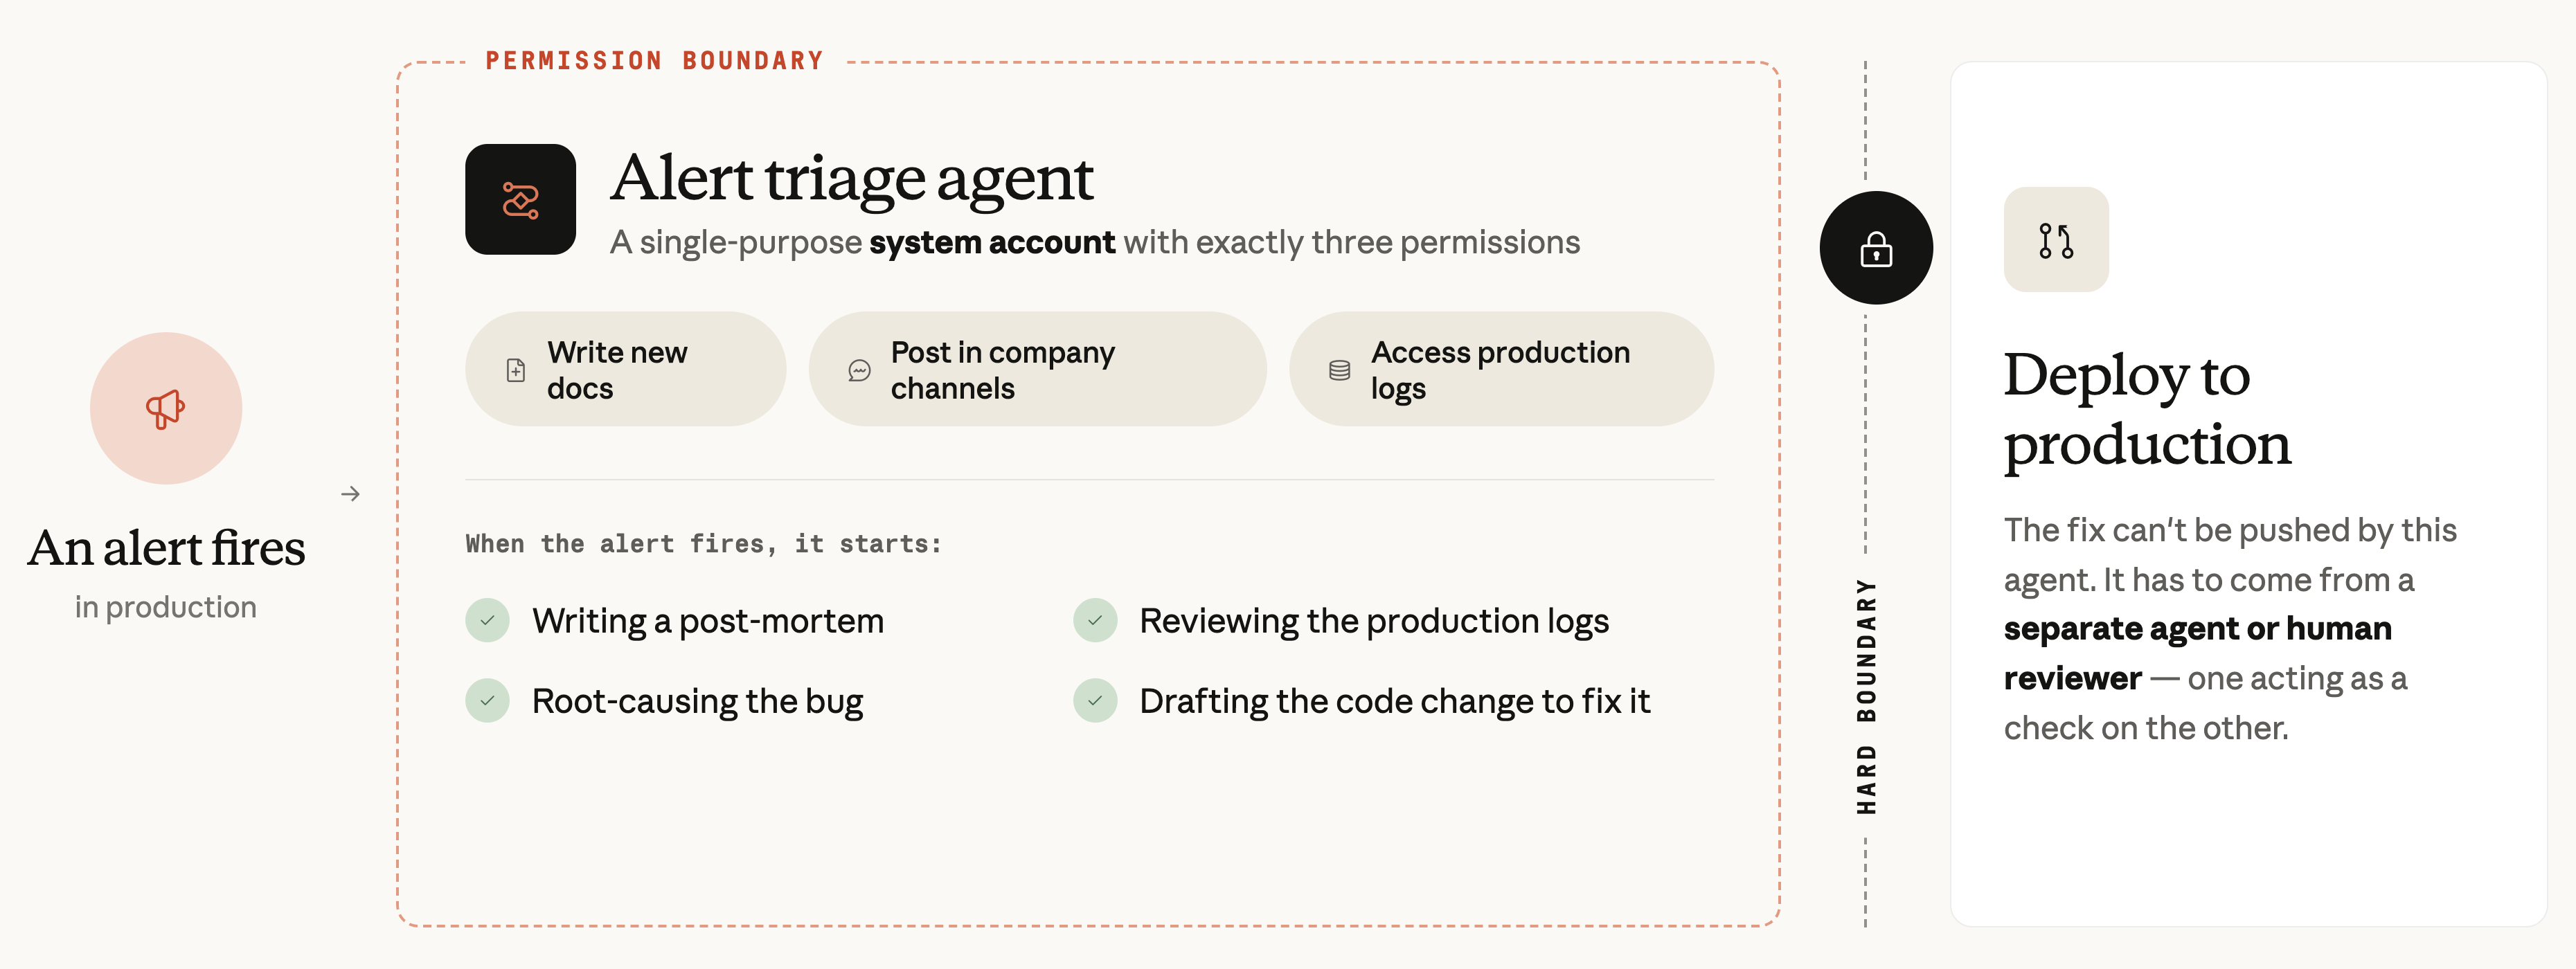 PERMISSION BOUNDARY
An alert fires
in production
→
Alert triage agent
A single-purpose system account with exactly three permissions
Write new
docs
Post in company
channels
Access production
logs
When the alert fires, it starts:
Writing a post-mortem
Reviewing the production logs
Root-causing the bug
Drafting the code change to fix it
HARD BOUNDARY
Deploy to
production
The fix can't be pushed by this
agent. It has to come from a
separate agent or human
reviewer — one acting as a
check on the other.